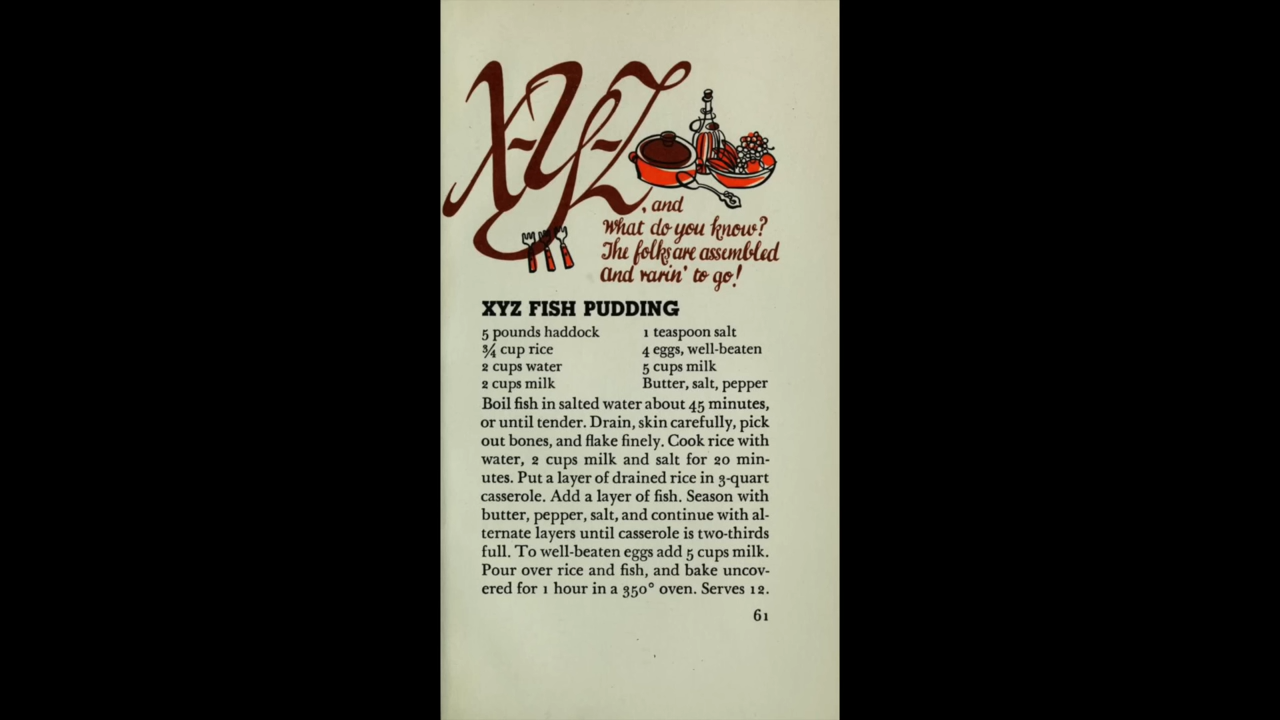 X-Y-Z
, and
What do you know?
The folks are assembled
and rarin' to go!
XYZ FISH PUDDING
5 pounds haddock
¾ cup rice
2 cups water
2 cups milk
1 teaspoon salt
4 eggs, well-beaten
5 cups milk
Butter, salt, pepper
Boil fish in salted water about 45 minutes,
or until tender. Drain, skin carefully, pick
out bones, and flake finely. Cook rice with
water, 2 cups milk and salt for 20 min-
utes. Put a layer of drained rice in 3-quart
casserole. Add a layer of fish. Season with
butter, pepper, salt, and continue with al-
ternate layers until casserole is two-thirds
full. To well-beaten eggs add 5 cups milk.
Pour over rice and fish, and bake uncov-
ered for 1 hour in a 350° oven. Serves 12.
61